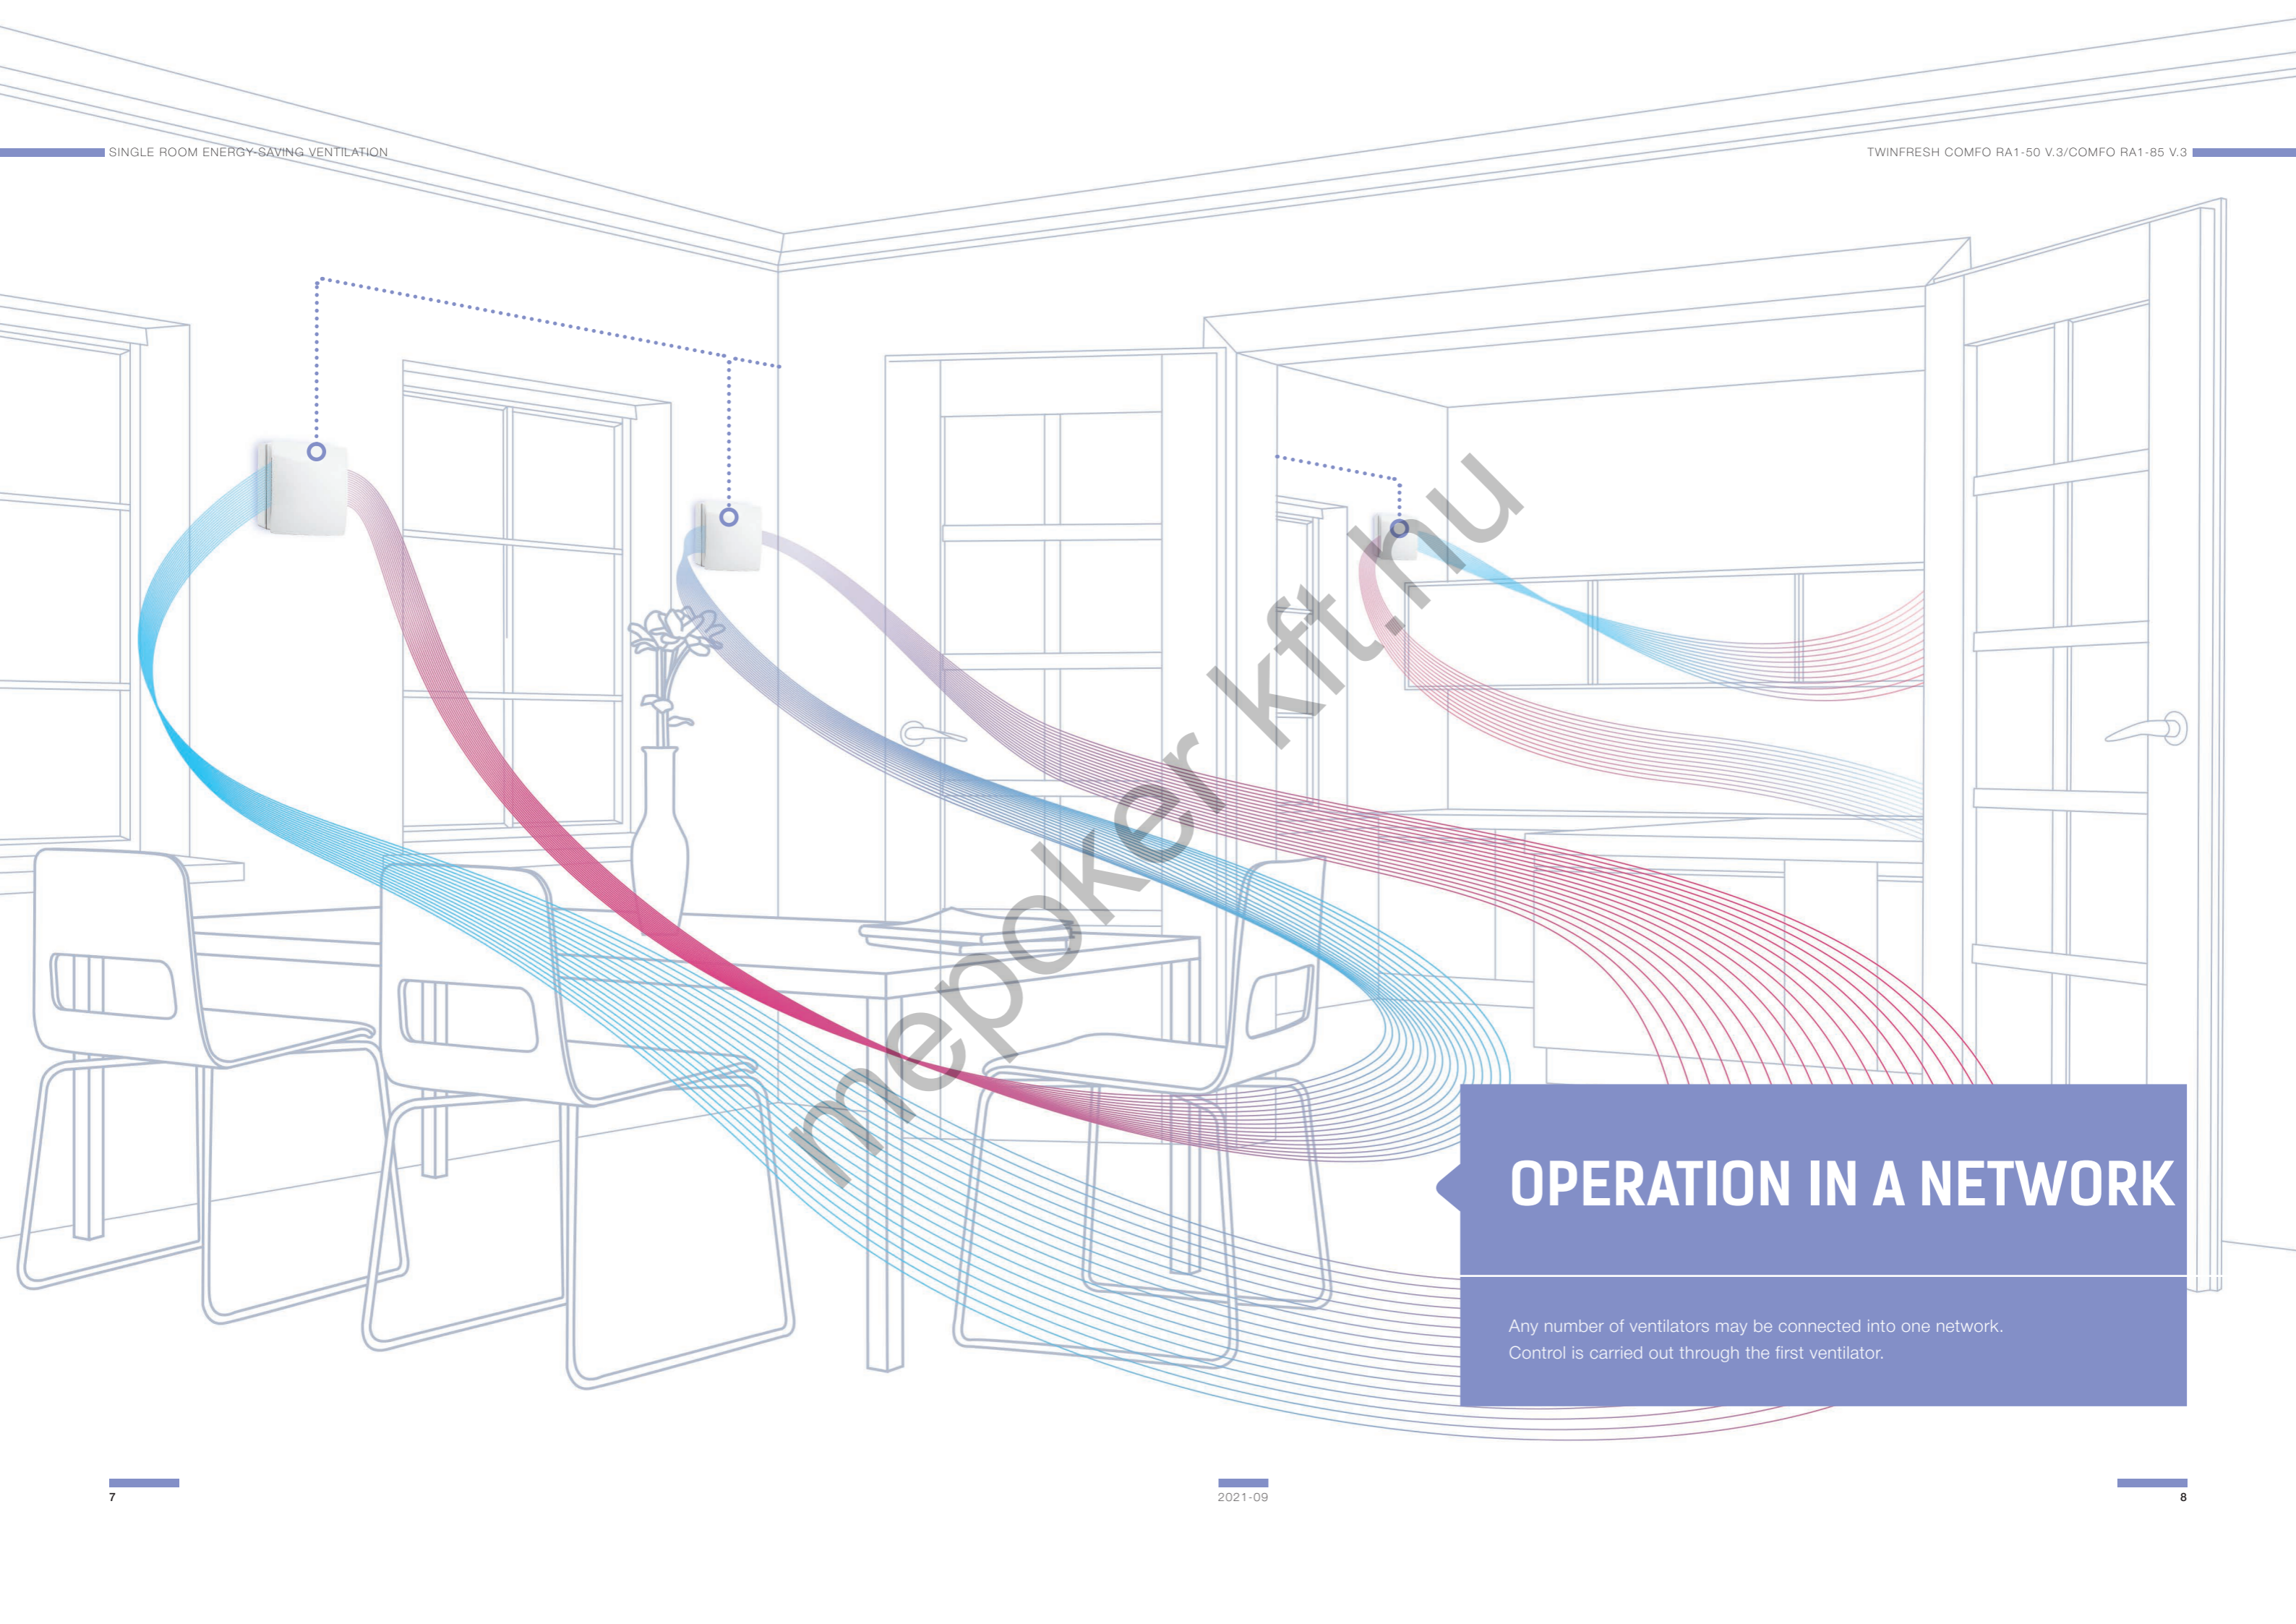 SINGLE ROOM ENERGY-SAVING VENTILATION
TWINFRESH COMFO RA1-50 V.3/COMFO RA1-85 V.3
mepoker kft.hu
OPERATION IN A NETWORK
Any number of ventilators may be connected into one network.
Control is carried out through the first ventilator.
7
2021-09
8